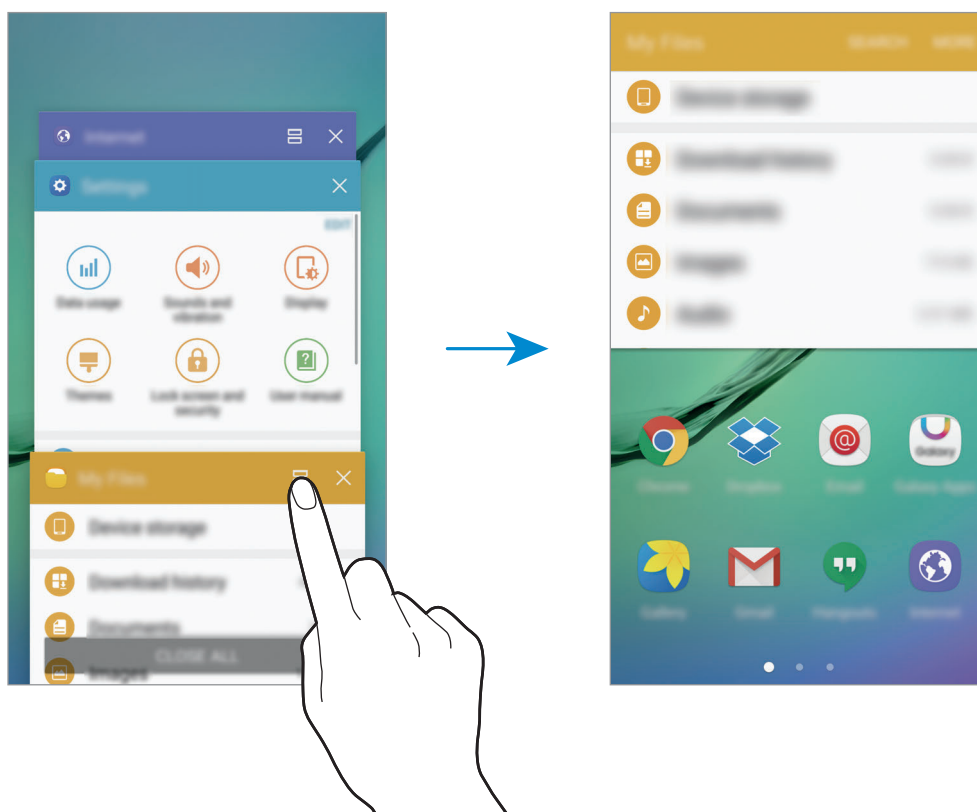 Internet
Settings
EDIT
Data usage
Sounds and
vibration
Display
Themes
Lock screen and
security
User manual
My Files
Device storage
Download history
Documents
CLOSE ALL
Images
My Files SEARCH MORE
Device storage
Download history
Documents
Images
Audio
Galaxy
Chrome Dropbox Email Galaxy Apps
Gallery Gmail Hangouts Internet